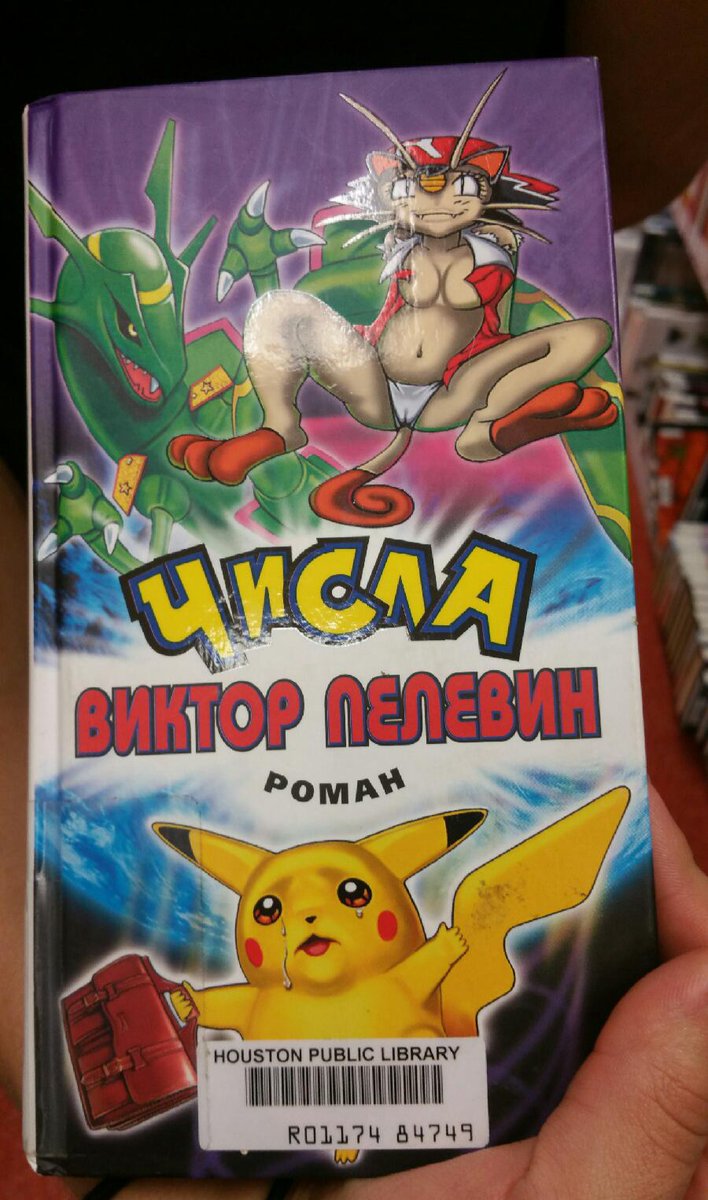 ЧИСЛА
ВИКТОР ПЕЛЕВИН
РОМАН
HOUSTON PUBLIC LIBRARY
R01174 84749